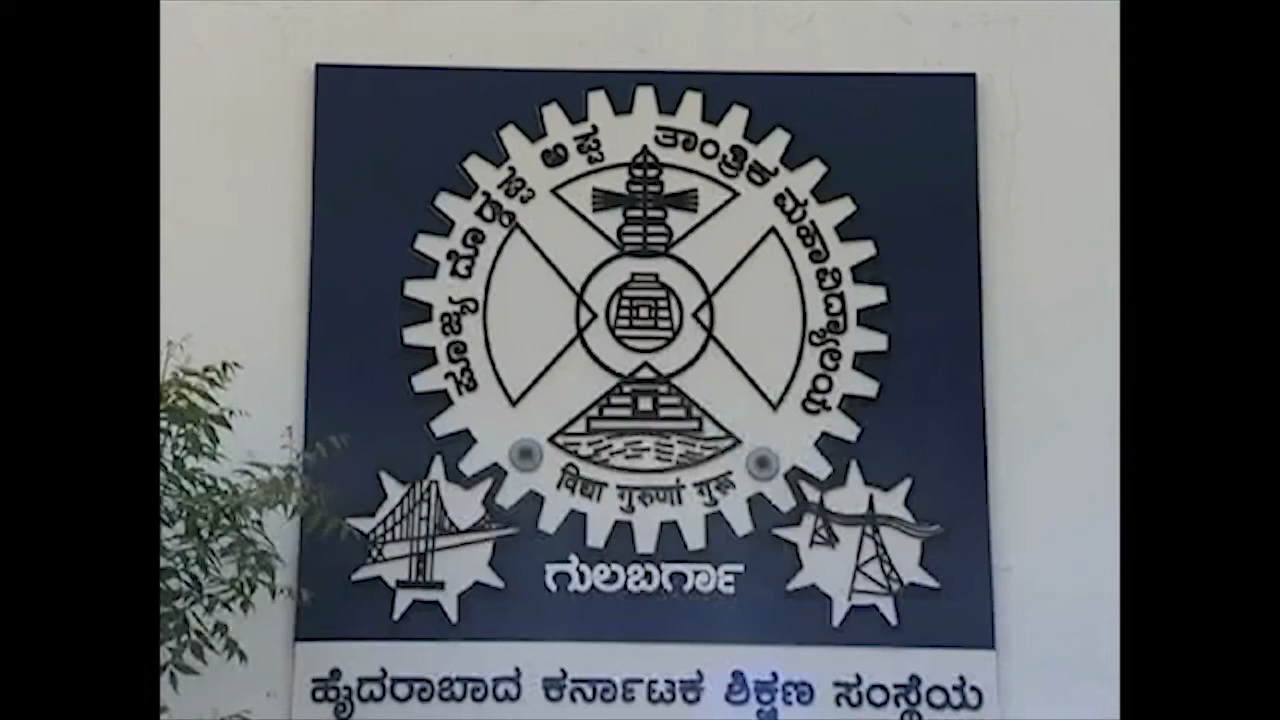 ಪೂಜ್ಯ ದೊಡ್ಡಪ್ಪ ಅಪ್ಪ ತಾಂತ್ರಿಕ ಮಹಾವಿದ್ಯಾಲಯ
विद्या गुरुणां गुरू
ಗುಲಬರ್ಗಾ
ಹೈದರಾಬಾದ ಕರ್ನಾಟಕ ಶಿಕ್ಷಣ ಸಂಸ್ಥೆಯ